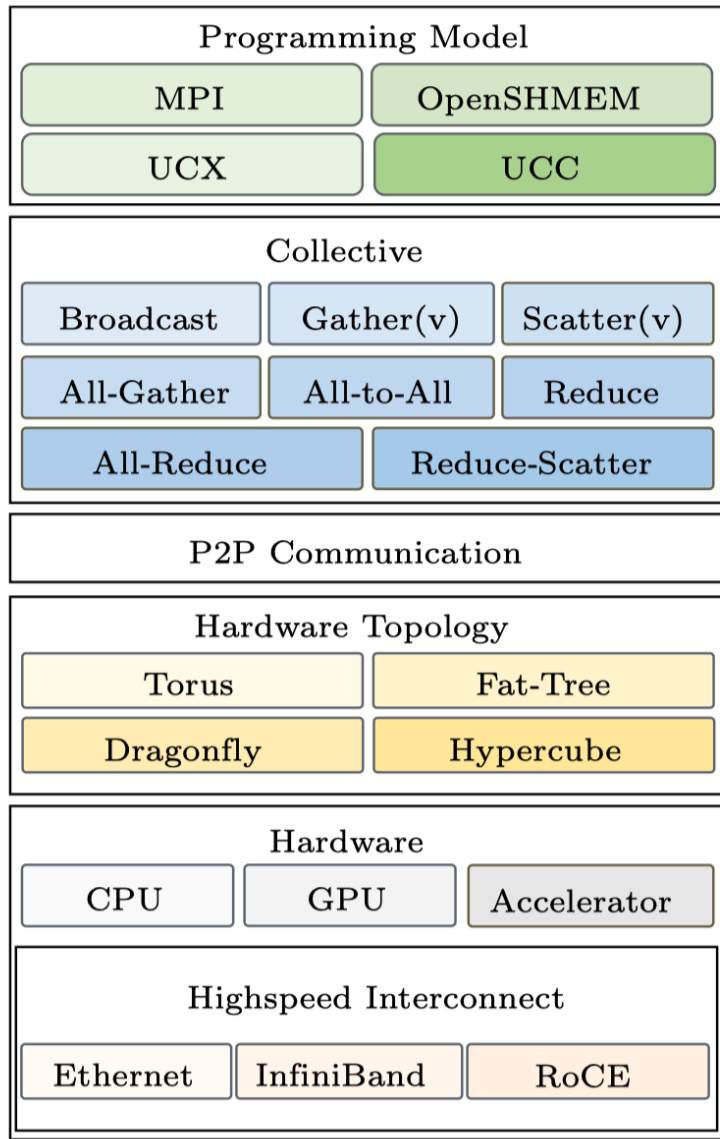 Programming Model
MPI OpenSHMEM
UCX UCC
Collective
Broadcast Gather(v) Scatter(v)
All-Gather All-to-All Reduce
All-Reduce Reduce-Scatter
P2P Communication
Hardware Topology
Torus Fat-Tree
Dragonfly Hypercube
Hardware
CPU GPU Accelerator
Highspeed Interconnect
Ethernet InfiniBand RoCE